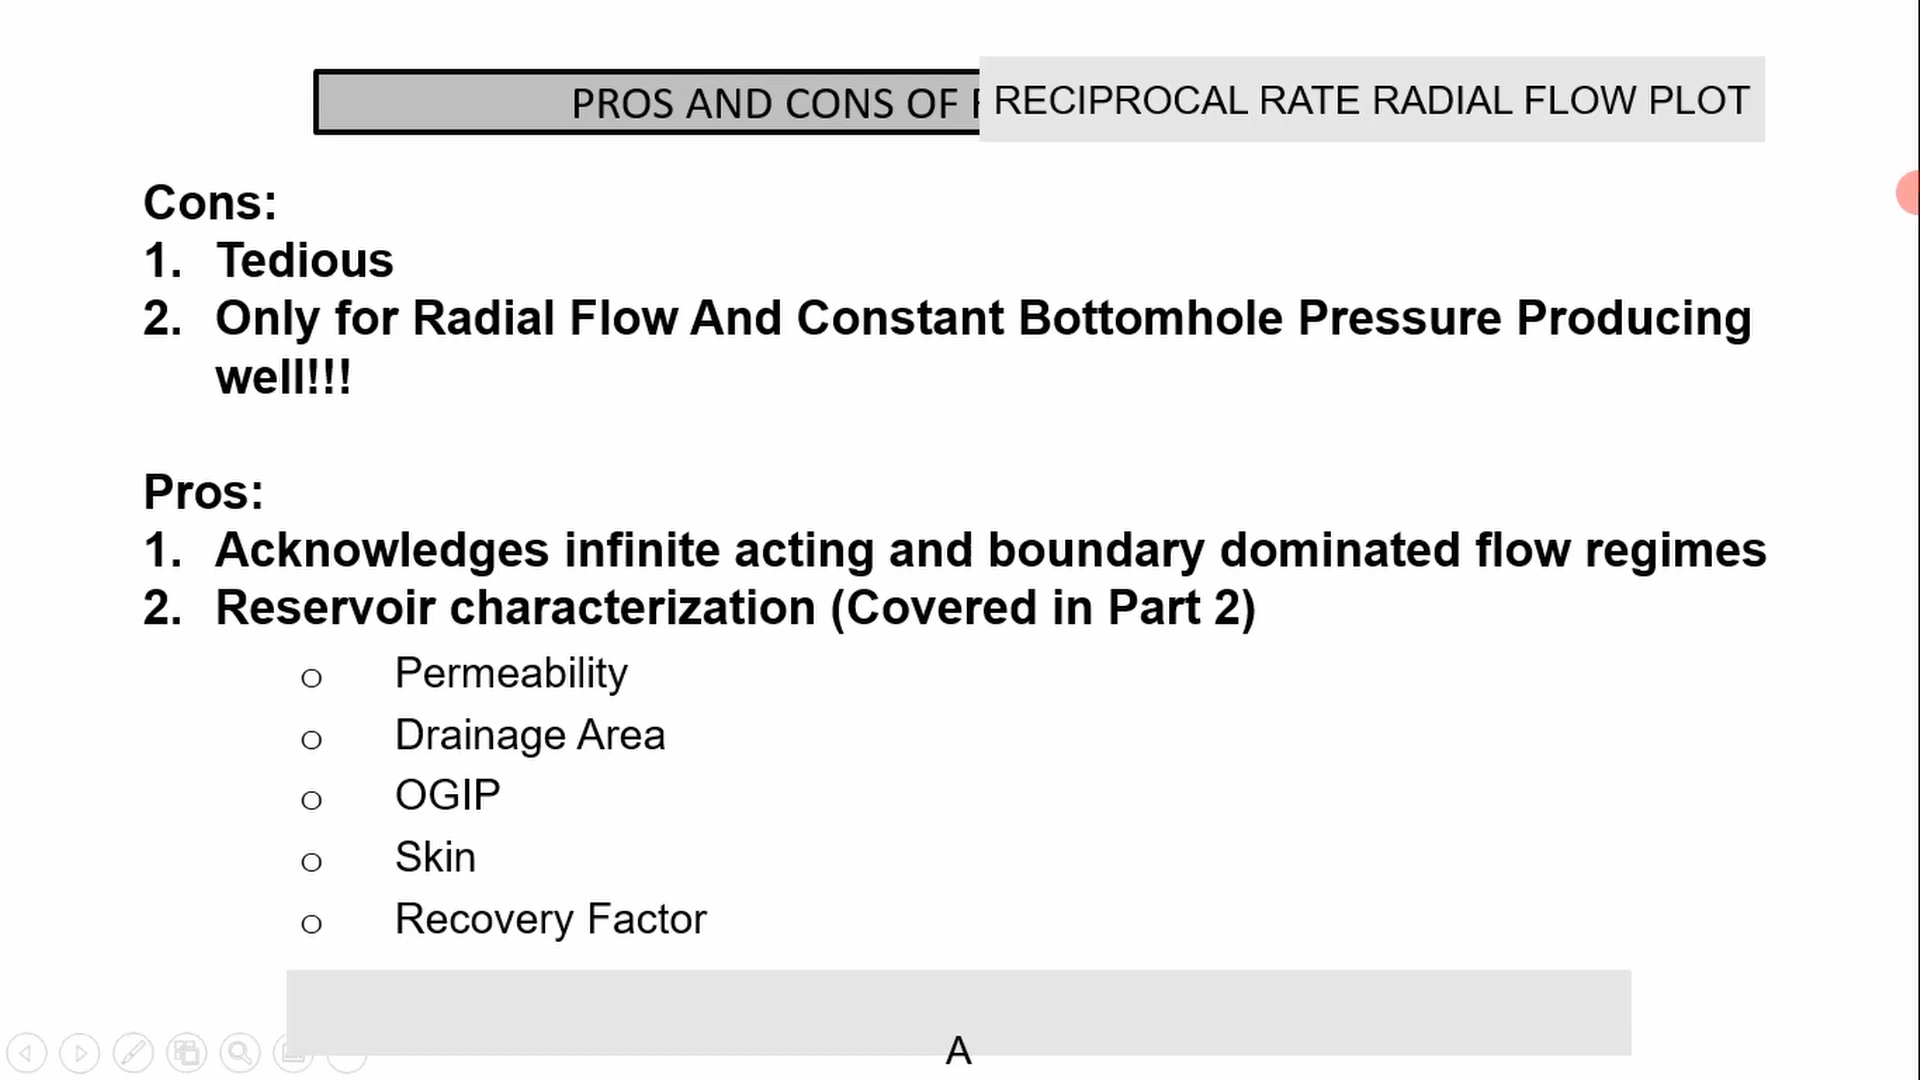 PROS AND CONS OF RECIPROCAL RATE RADIAL FLOW PLOT
Cons:
1. Tedious
2. Only for Radial Flow And Constant Bottomhole Pressure Producing
well!!!
Pros:
1. Acknowledges infinite acting and boundary dominated flow regimes
2. Reservoir characterization (Covered in Part 2)
o Permeability
o Drainage Area
o OGIP
o Skin
o Recovery Factor
A